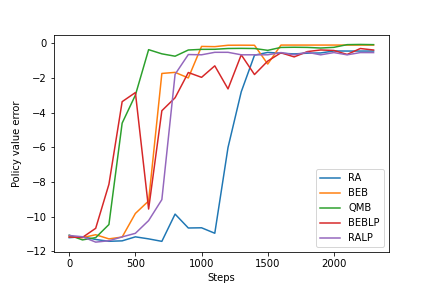 0
−2
−4
−6
−8
−10
−12
Policy value error
0 500 1000 1500 2000
Steps
RA
BEB
QMB
BEBLP
RALP